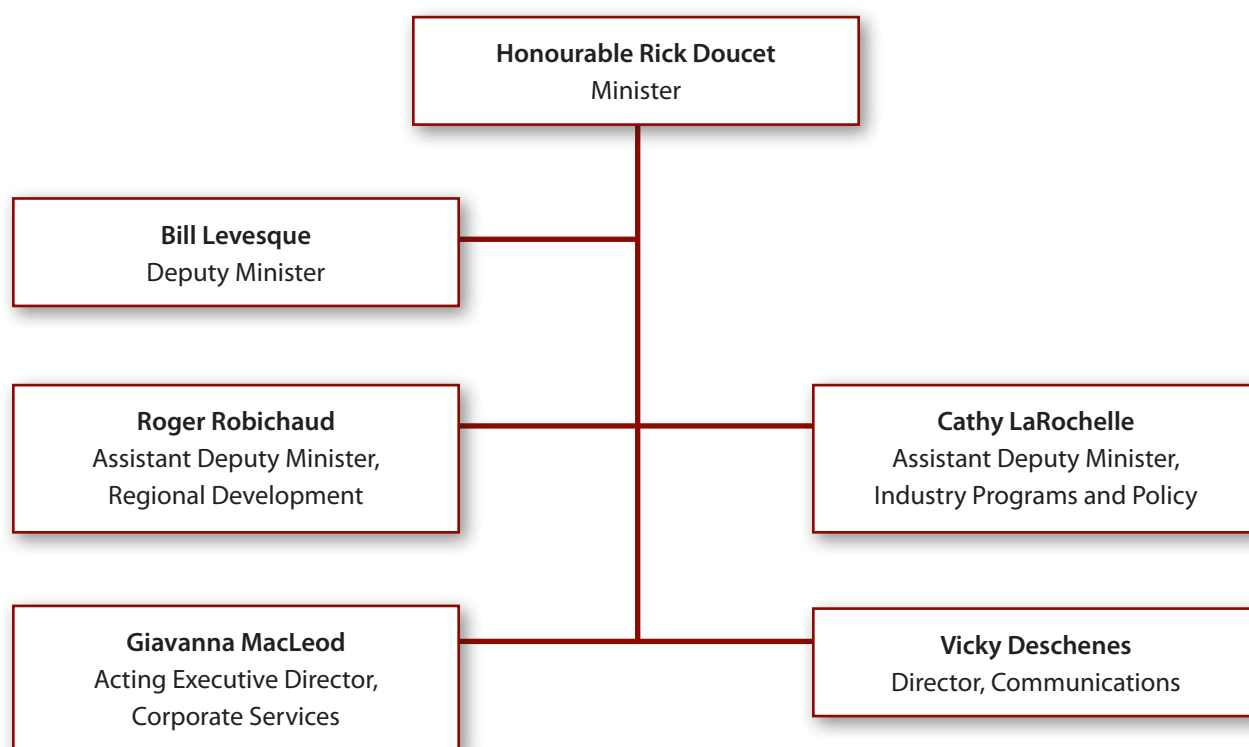 Honourable Rick Doucet
Minister
Bill Levesque
Deputy Minister
Roger Robichaud
Assistant Deputy Minister,
Regional Development
Cathy LaRochelle
Assistant Deputy Minister,
Industry Programs and Policy
Giavanna MacLeod
Acting Executive Director,
Corporate Services
Vicky Deschenes
Director, Communications